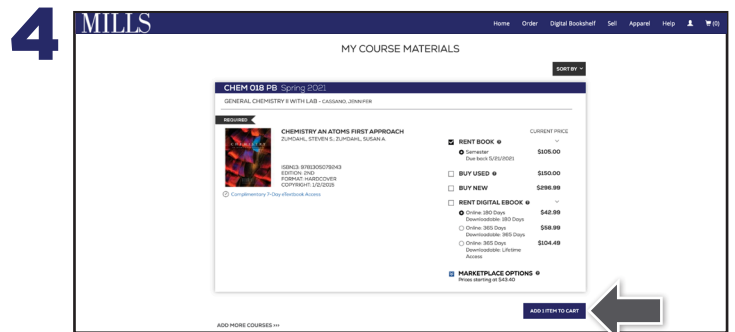 4
MILLS
Home Order Digital Bookshelf Sell Apparel Help (0)
MY COURSE MATERIALS
SORT BY
CHEM 018 PB Spring 2021
GENERAL CHEMISTRY II WITH LAB - CASSANO, JENNIFER
REQUIRED
CHEMISTRY
CHEMISTRY AN ATOMS FIRST APPROACH
ZUMDAHL, STEVEN S., ZUMDAHL, SUSAN A.
ISBN13: 9781305079243
EDITION: 2ND
FORMAT: HARDCOVER
COPYRIGHT: 1/2/2015
Complimentary 7-Day eTextbook Access
CURRENT PRICE
RENT BOOK
Semester $105.00
Due back 5/21/2021
BUY USED $150.00
BUY NEW $296.99
RENT DIGITAL EBOOK
Online: 180 Days $42.99
Downloadable: 180 Days
Online: 365 Days $59.99
Downloadable: 365 Days
Online: 365 Days $104.49
Downloadable: Lifetime
Access
MARKETPLACE OPTIONS
Prices starting at $43.40
ADD 1 ITEM TO CART
ADD MORE COURSES >>>